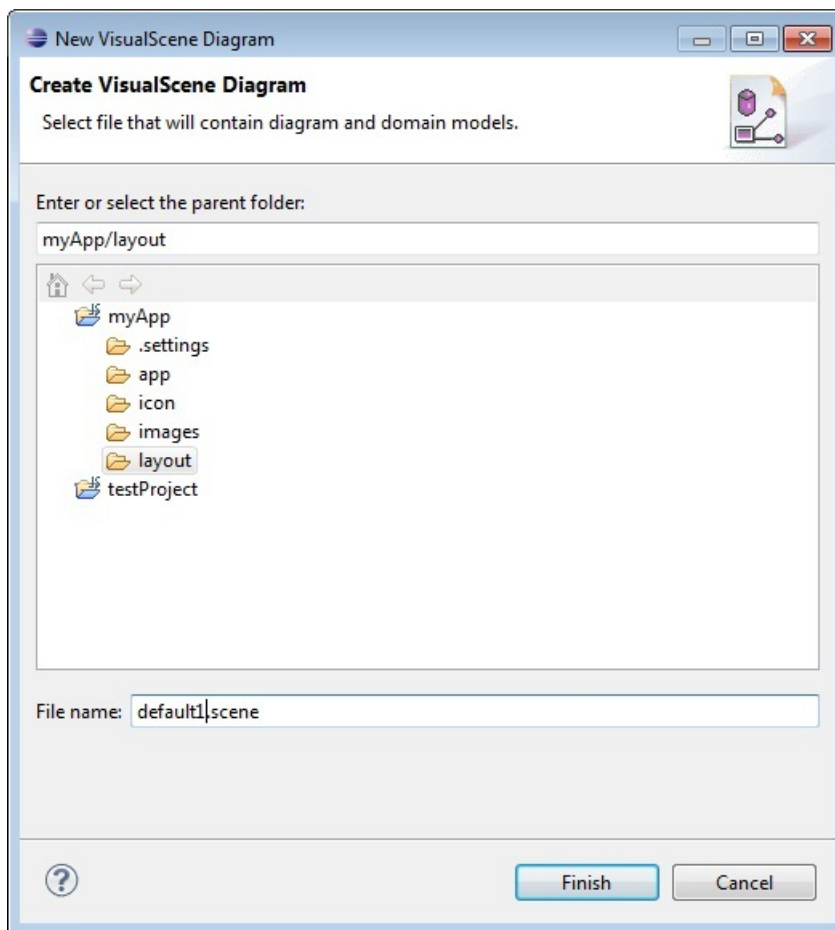 New VisualScene Diagram
Create VisualScene Diagram
Select file that will contain diagram and domain models.
Enter or select the parent folder:
myApp/layout
myApp
.settings
app
icon
images
layout
testProject
File name: default1.scene
Finish Cancel